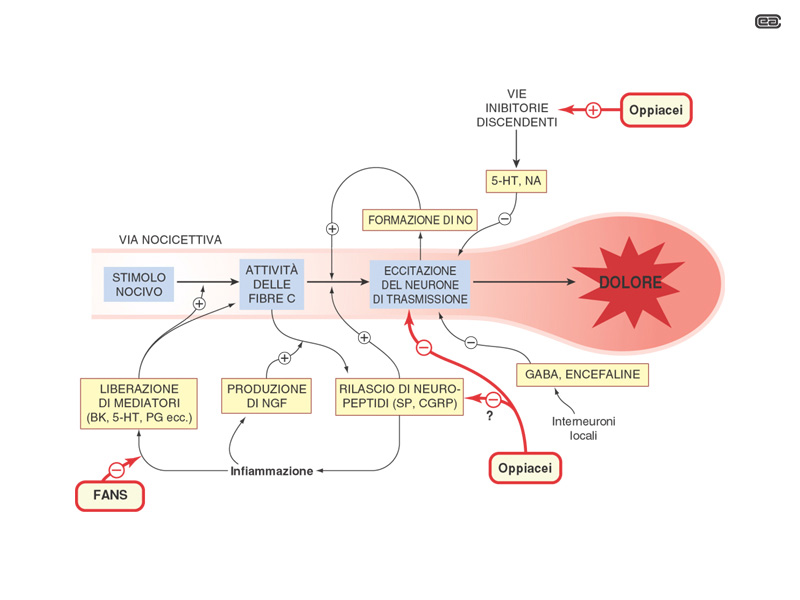 cea
VIE
INIBITORIE
DISCENDENTI
+
Oppiacei
5-HT, NA
−
FORMAZIONE DI NO
+
VIA NOCICETTIVA
STIMOLO
NOCIVO
ATTIVITÀ
DELLE
FIBRE C
ECCITAZIONE
DEL NEURONE
DI TRASMISSIONE
DOLORE
+
+
+
−
−
LIBERAZIONE
DI MEDIATORI
(BK, 5-HT, PG ecc.)
PRODUZIONE
DI NGF
RILASCIO DI NEURO-
PEPTIDI (SP, CGRP)
−
?
GABA, ENCEFALINE
Interneuroni
locali
Infiammazione
Oppiacei
−
FANS